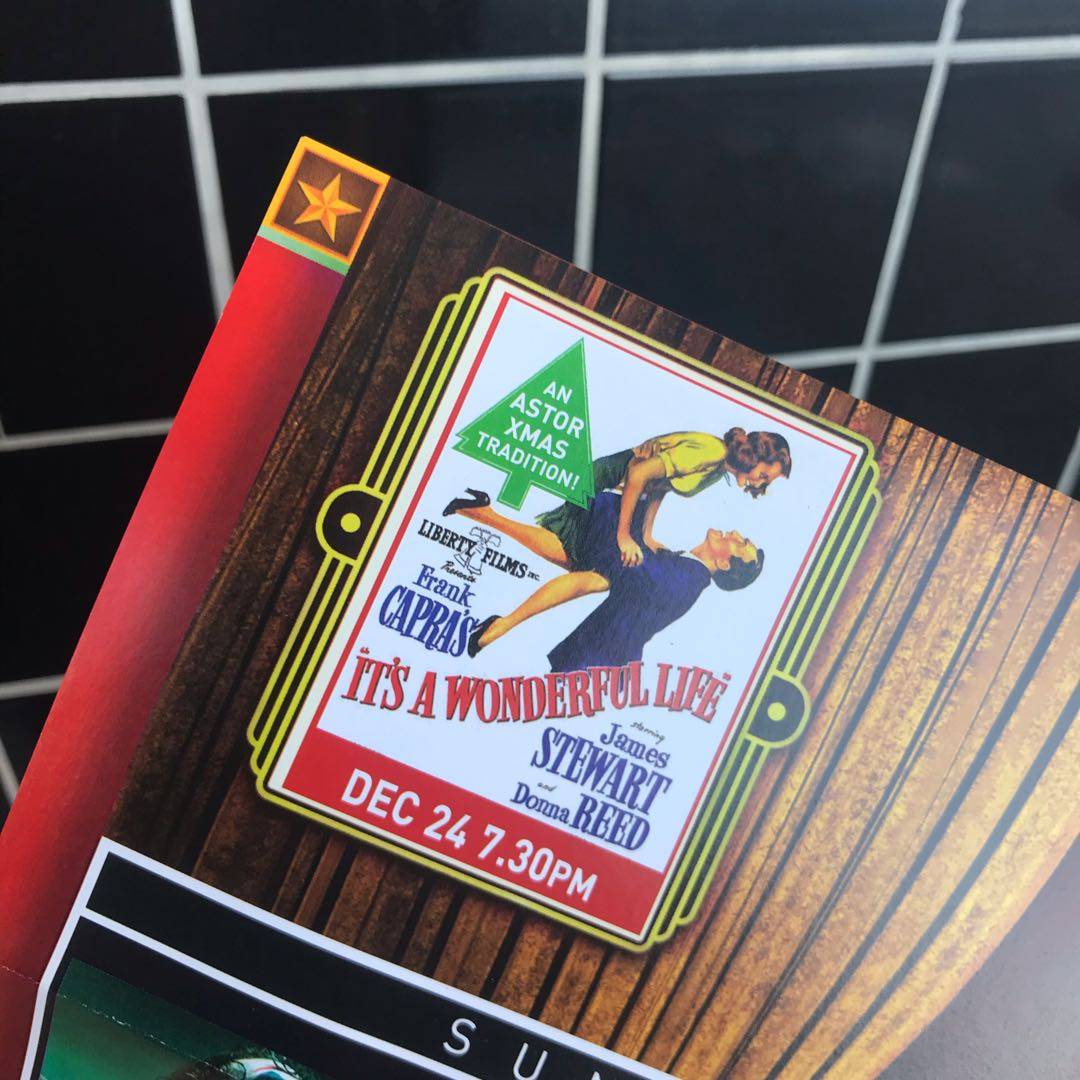 AN
ASTOR
XMAS
TRADITION!
LIBERTY FILMS INC.
Presents
Frank
CAPRA'S
"IT'S A WONDERFUL LIFE"
starring
James
STEWART
and
Donna REED
DEC 24 7.30PM
SU